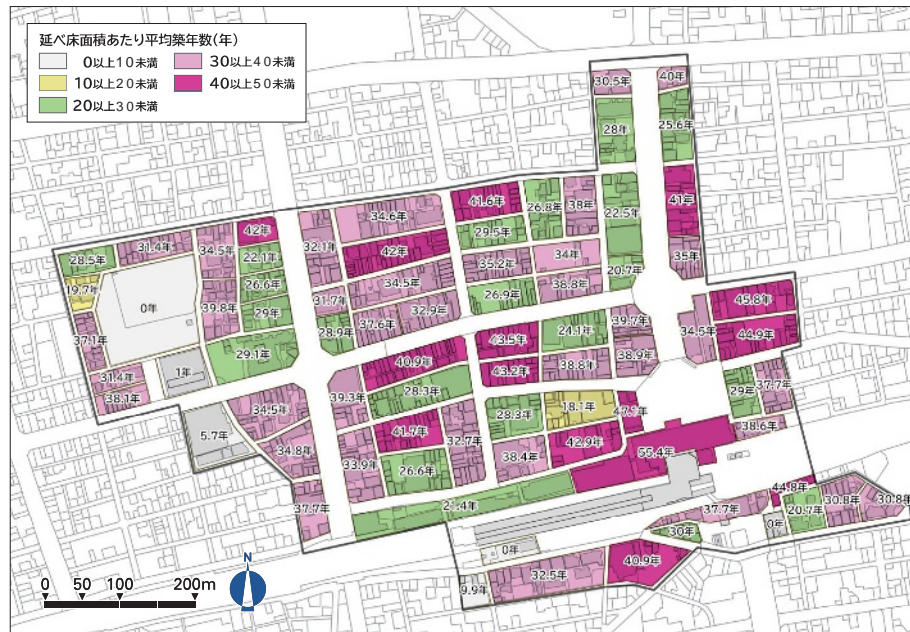 延べ床面積あたり平均築年数(年)
0以上10未満
30以上40未満
10以上20未満
40以上50未満
20以上30未満
30.5年
40年
28年
25.6年
41.6年
26.8年
38年
22.5年
41年
34.6年
32.1年
42年
29.5年
31.4年
34.5年
22.1年
42年
34年
35年
28.5年
35.2年
20.7年
19.7年
39.8年
26.6年
34.5年
38.8年
0年
31.7年
26.9年
45.8年
29年
32.9年
39.7年
37.1年
28.9年
37.6年
24.1年
34.5年
44.9年
43.5年
29.1年
40.9年
38.9年
1年
43.2年
38.8年
31.4年
28.3年
29年
37.7年
38.1年
39.3年
34.5年
28.3年
18.1年
47.1年
38.6年
5.7年
41.7年
32.7年
42.9年
34.8年
38.4年
55.4年
33.9年
26.6年
44.8年
37.7年
21.4年
37.7年
20.7年
30.8年
30.8年
0年
30年
0年
40.9年
32.5年
9.9年
N
0 50 100 200m